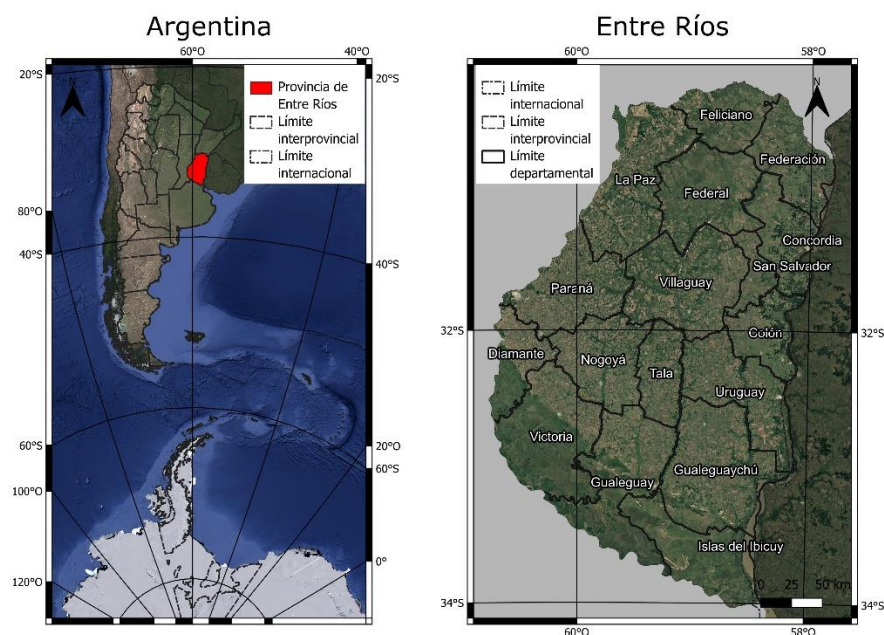 Argentina
60°O
40°O
20°S
20°S
N
Provincia de
Entre Ríos
Límite
interprovincial
Límite
internacional
80°O
40°S
40°S
60°S
20°O
60°S
100°O
0°
120°O
Entre Ríos
60°O
58°O
N
Límite
internacional
Límite
interprovincial
Límite
departamental
Feliciano
Federación
La Paz
Federal
Concordia
San Salvador
Paraná
Villaguay
32°S
32°S
Colón
Diamante
Nogoyá
Tala
Uruguay
Victoria
Gualeguaychú
Gualeguay
Islas del Ibicuy
0 25 50 km
34°S
34°S
60°O
58°O